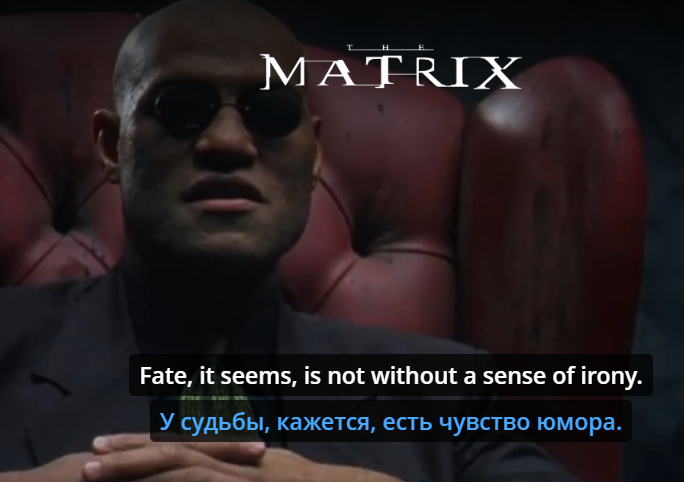 THE
MATRIX
Fate, it seems, is not without a sense of irony.
У судьбы, кажется, есть чувство юмора.